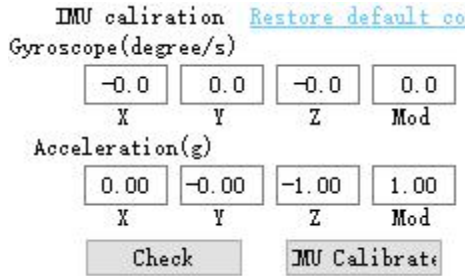 IMU caliration Restore default co
Gyroscope(degree/s)
-0.0 0.0 -0.0 0.0
X Y Z Mod
Acceleration(g)
0.00 -0.00 -1.00 1.00
X Y Z Mod
Check IMU Calibrate